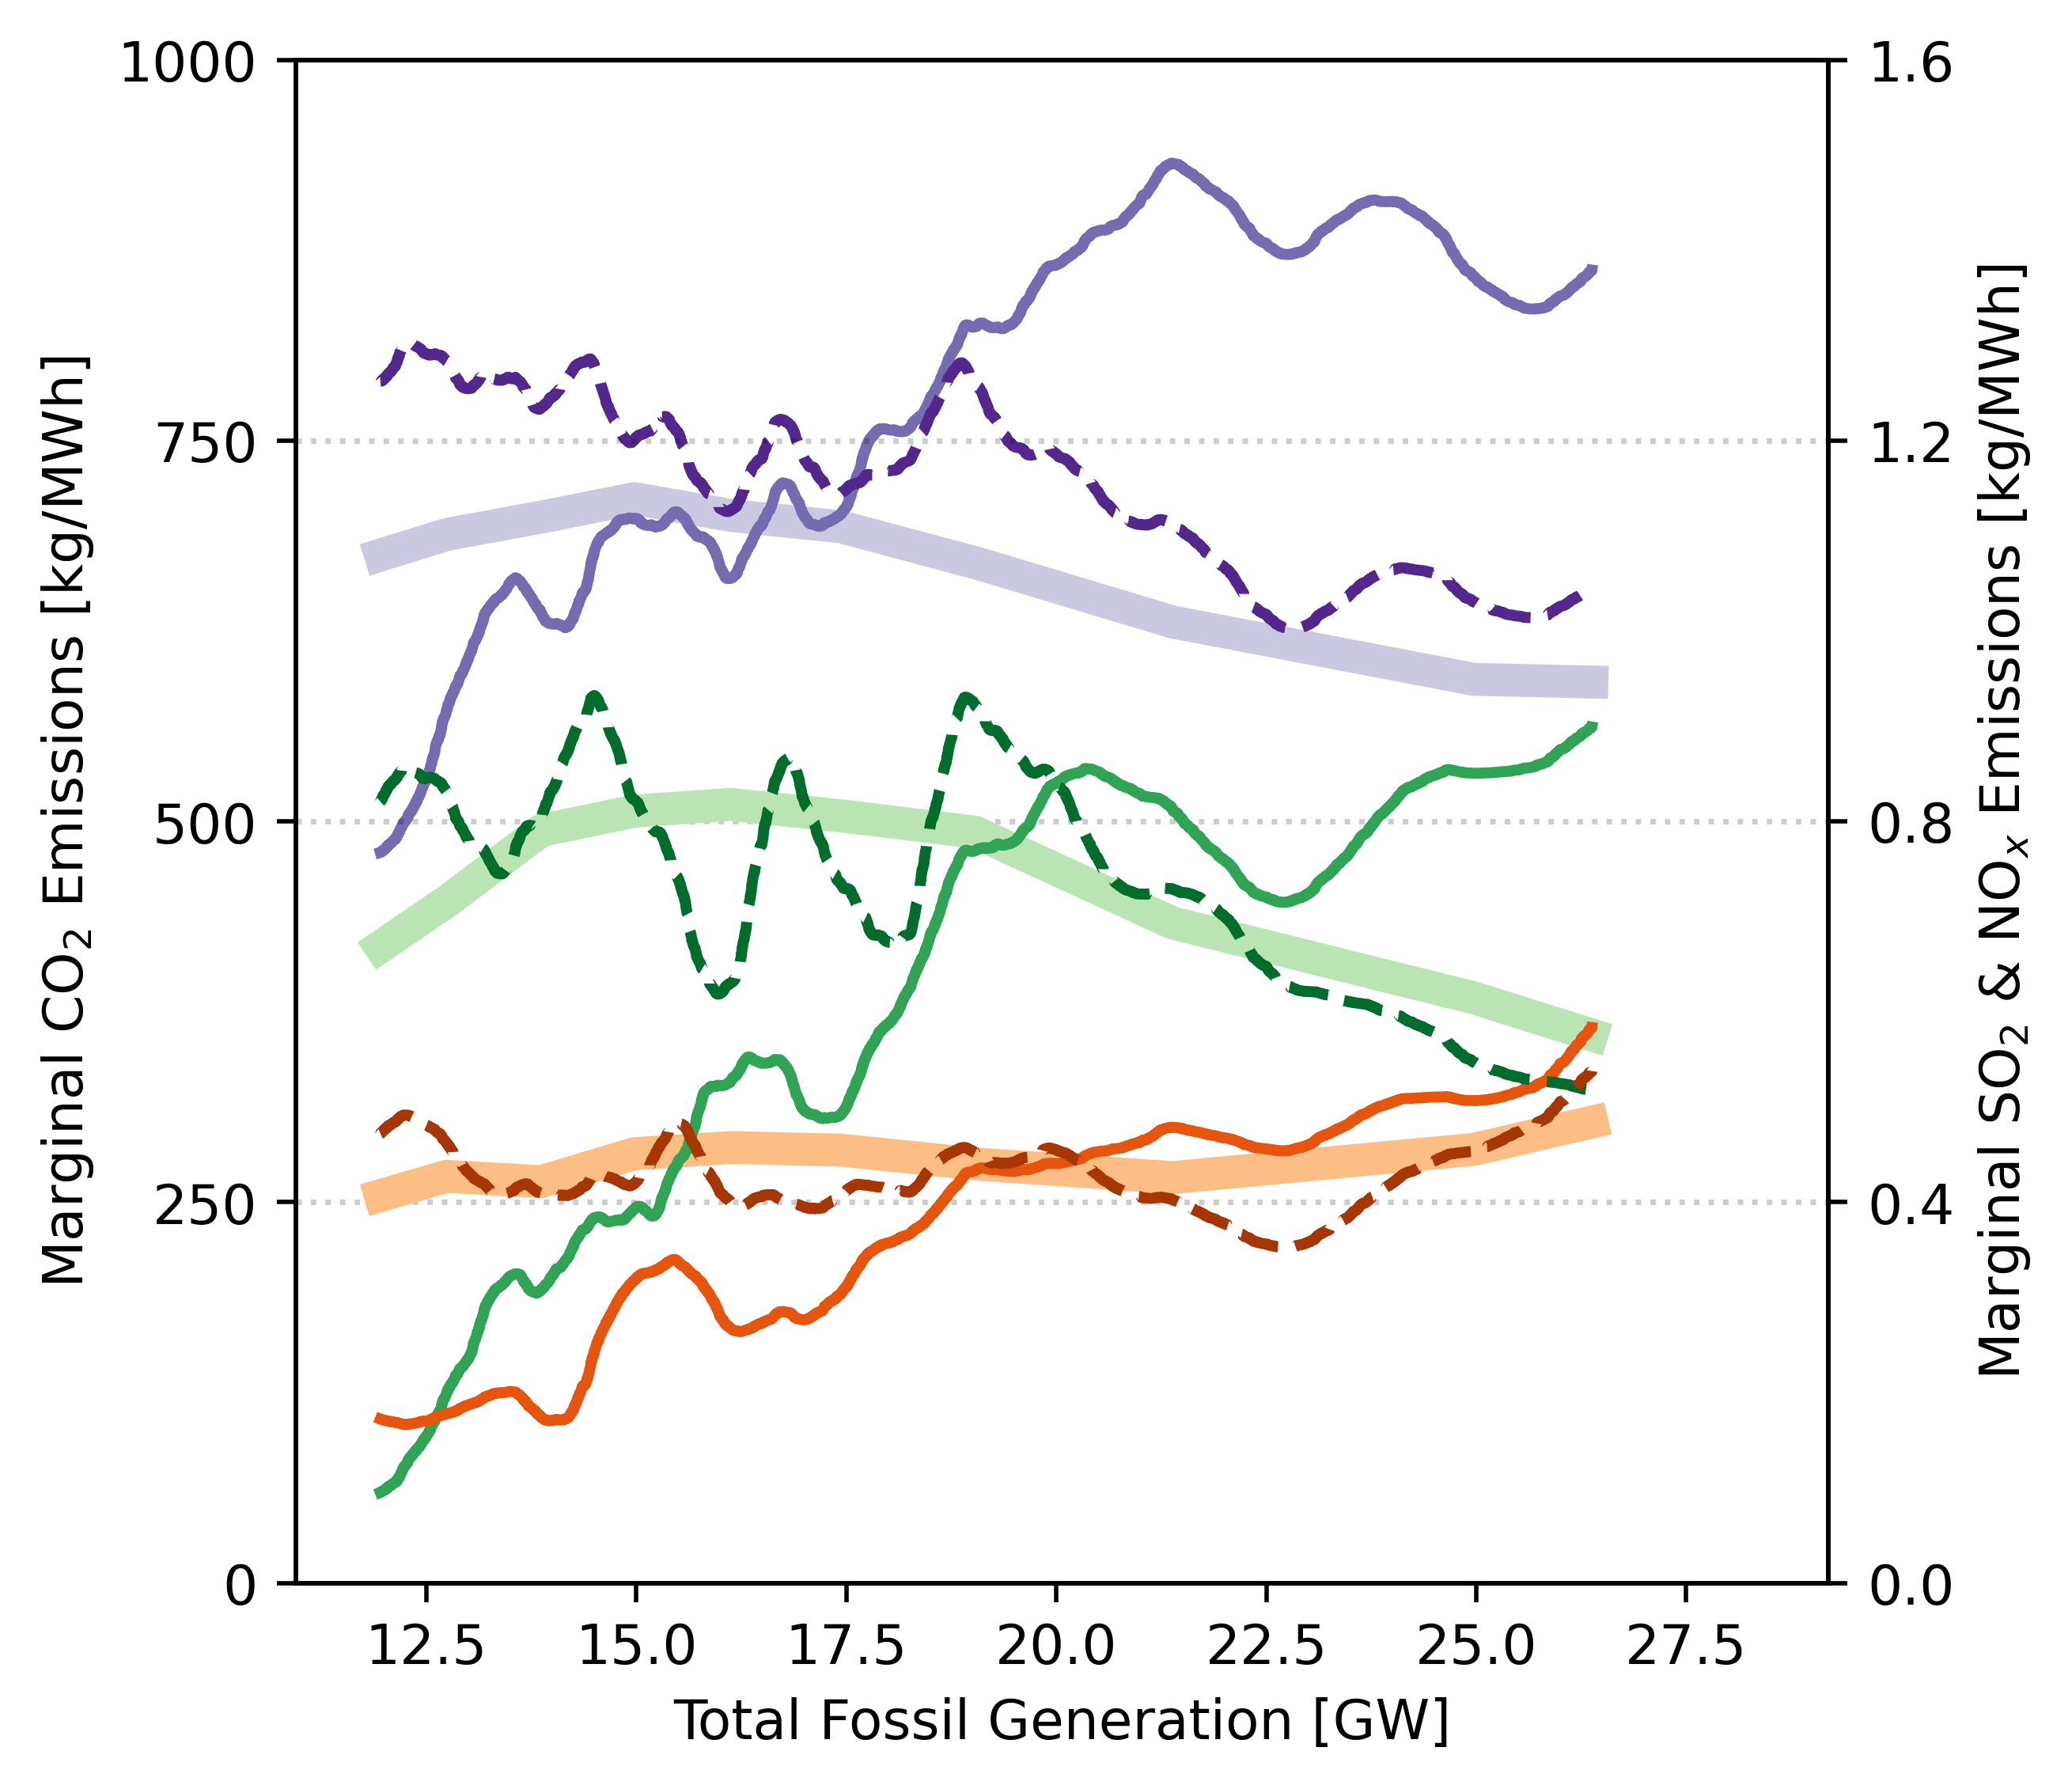 1000
750
500
250
0
Marginal CO₂ Emissions [kg/MWh]
1.6
1.2
0.8
0.4
0.0
Marginal SO₂ & NOₓ Emissions [kg/MWh]
12.5 15.0 17.5 20.0 22.5 25.0 27.5
Total Fossil Generation [GW]